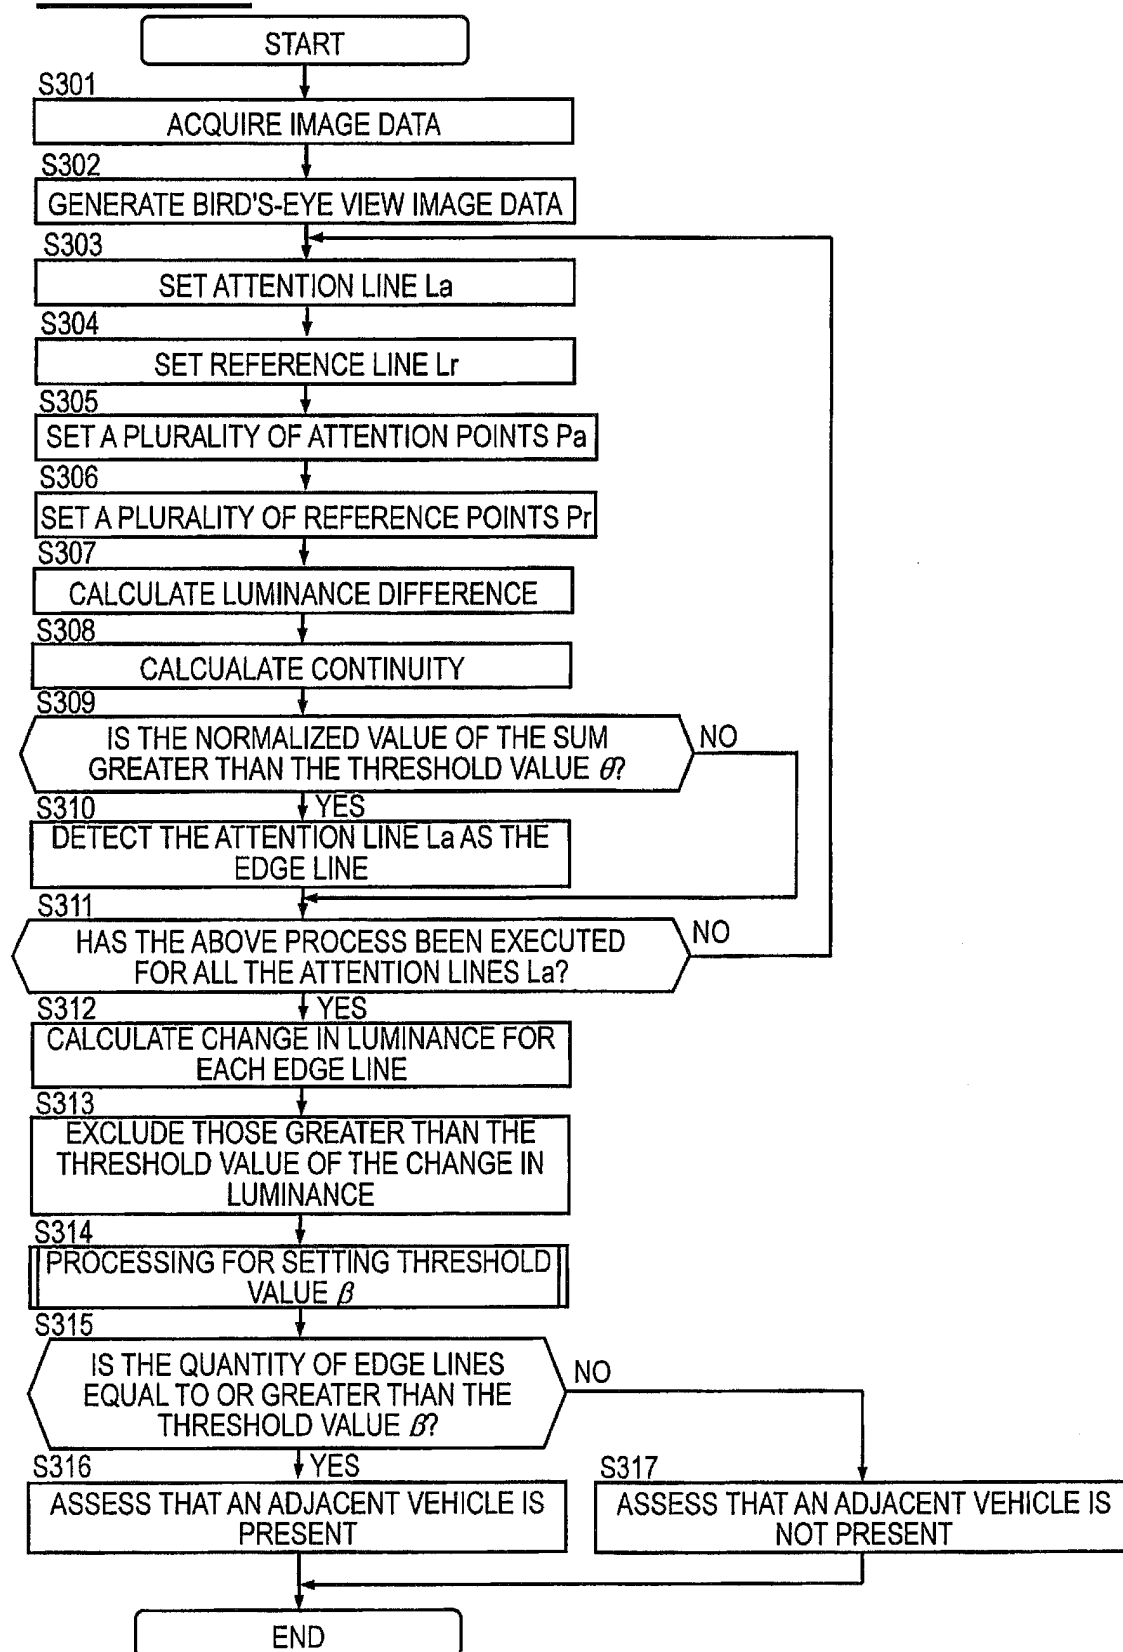 START
S301
ACQUIRE IMAGE DATA
S302
GENERATE BIRD'S-EYE VIEW IMAGE DATA
S303
SET ATTENTION LINE La
S304
SET REFERENCE LINE Lr
S305
SET A PLURALITY OF ATTENTION POINTS Pa
S306
SET A PLURALITY OF REFERENCE POINTS Pr
S307
CALCULATE LUMINANCE DIFFERENCE
S308
CALCUALATE CONTINUITY
S309
IS THE NORMALIZED VALUE OF THE SUM
GREATER THAN THE THRESHOLD VALUE θ?
NO
YES
S310
DETECT THE ATTENTION LINE La AS THE
EDGE LINE
S311
HAS THE ABOVE PROCESS BEEN EXECUTED
FOR ALL THE ATTENTION LINES La?
NO
YES
S312
CALCULATE CHANGE IN LUMINANCE FOR
EACH EDGE LINE
S313
EXCLUDE THOSE GREATER THAN THE
THRESHOLD VALUE OF THE CHANGE IN
LUMINANCE
S314
PROCESSING FOR SETTING THRESHOLD
VALUE β
S315
IS THE QUANTITY OF EDGE LINES
EQUAL TO OR GREATER THAN THE
THRESHOLD VALUE β?
NO
YES
S316
ASSESS THAT AN ADJACENT VEHICLE IS
PRESENT
S317
ASSESS THAT AN ADJACENT VEHICLE IS
NOT PRESENT
END